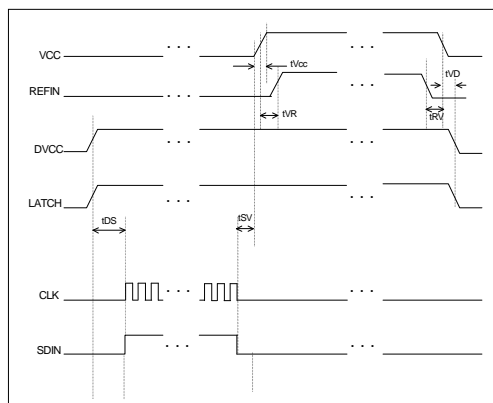 VCC
tVcc
tVD
REFIN
tVR
tRV
DVCC
LATCH
tDS
tSV
CLK
SDIN